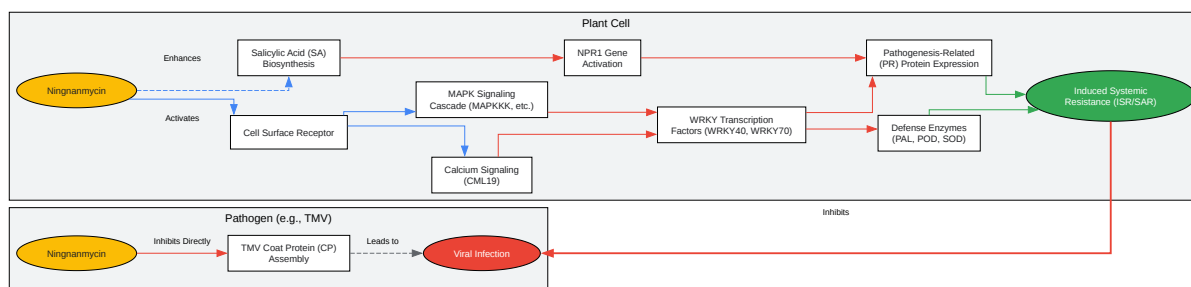 Plant Cell
Enhances
Salicylic Acid (SA)
Biosynthesis
NPR1 Gene
Activation
Pathogenesis-Related
(PR) Protein Expression
Ningnanmycin
Activates
MAPK Signaling
Cascade (MAPKKK, etc.)
Induced Systemic
Resistance (ISR/SAR)
Cell Surface Receptor
WRKY Transcription
Factors (WRKY40, WRKY70)
Defense Enzymes
(PAL, POD, SOD)
Calcium Signaling
(CML19)
Pathogen (e.g., TMV)
Inhibits
Ningnanmycin
Inhibits Directly
TMV Coat Protein (CP)
Assembly
Leads to
Viral Infection